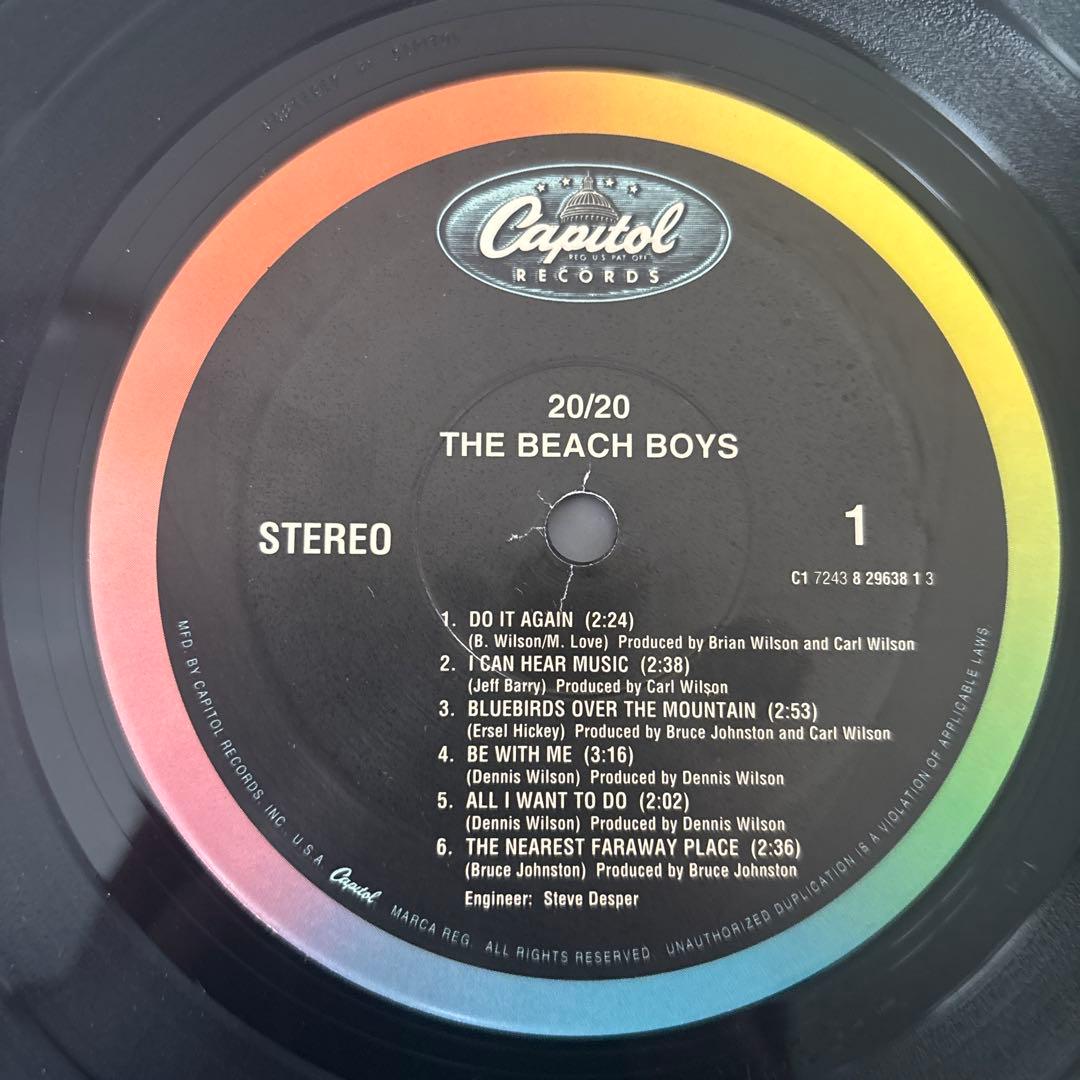 Capitol
REG U.S. PAT OFF
RECORDS
20/20
THE BEACH BOYS
STEREO
1
C1 7243 8 29638 1 3
1. DO IT AGAIN (2:24)
(B. Wilson/M. Love) Produced by Brian Wilson and Carl Wilson
2. I CAN HEAR MUSIC (2:38)
(Jeff Barry) Produced by Carl Wilson
3. BLUEBIRDS OVER THE MOUNTAIN (2:53)
(Ersel Hickey) Produced by Bruce Johnston and Carl Wilson
4. BE WITH ME (3:16)
(Dennis Wilson) Produced by Dennis Wilson
5. ALL I WANT TO DO (2:02)
(Dennis Wilson) Produced by Dennis Wilson
6. THE NEAREST FARAWAY PLACE (2:36)
(Bruce Johnston) Produced by Bruce Johnston
Engineer: Steve Desper
MFD. BY CAPITOL RECORDS, INC., U.S.A. Capitol MARCA REG. ALL RIGHTS RESERVED. UNAUTHORIZED DUPLICATION IS A VIOLATION OF APPLICABLE LAWS